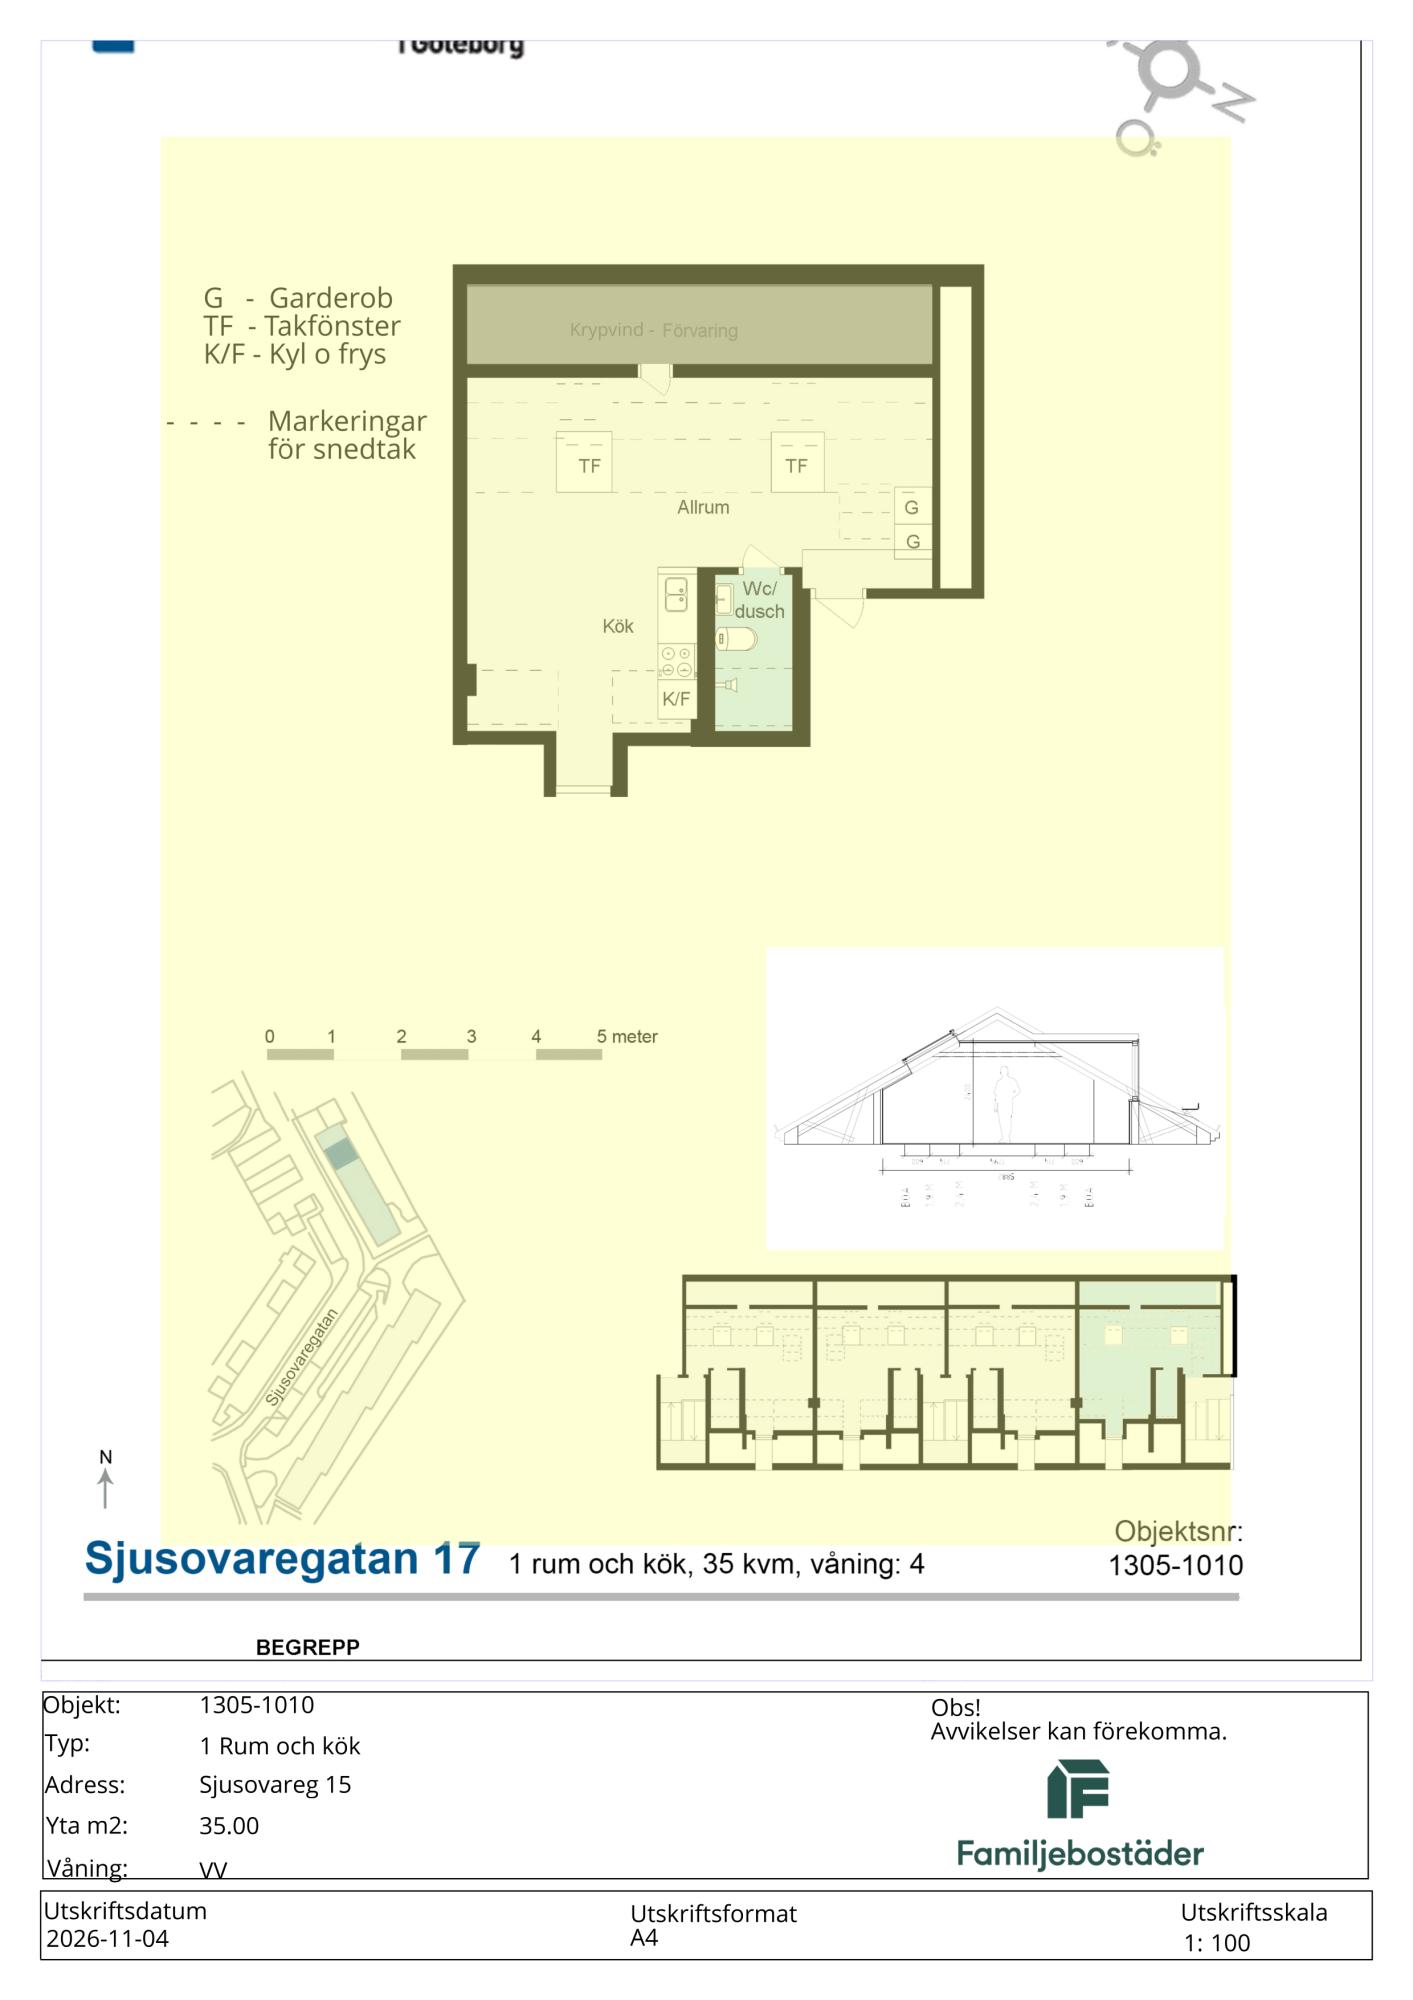 i Göteborg
N
Ö
G - Garderob
TF - Takfönster
K/F - Kyl o frys
- - - - Markeringar
för snedtak
Krypvind - Förvaring
TF
TF
Allrum
G
G
Wc/
dusch
Kök
K/F
0 1 2 3 4 5 meter
Sjusovaregatan
N
Objektsnr:
Sjusovaregatan 17 1 rum och kök, 35 kvm, våning: 4 1305-1010
BEGREPP
Objekt: 1305-1010
Typ: 1 Rum och kök
Adress: Sjusovareg 15
Yta m2: 35.00
Våning: VV
Obs!
Avvikelser kan förekomma.
Familjebostäder
Utskriftsdatum
2026-11-04
Utskriftsformat
A4
Utskriftsskala
1: 100